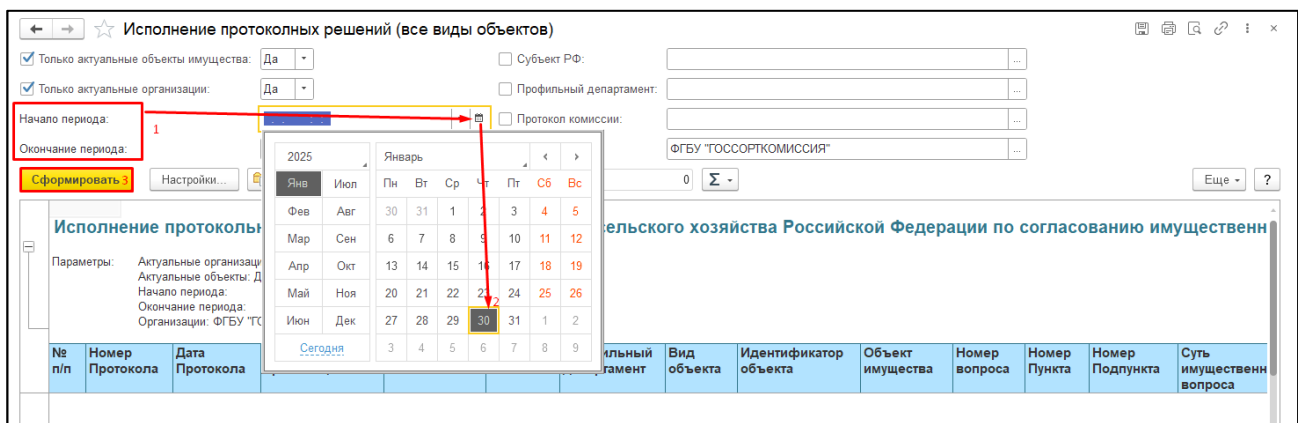 Исполнение протокольных решений (все виды объектов)
Только актуальные объекты имущества: Да
Субъект РФ:
Только актуальные организации: Да
Профильный департамент:
Начало периода:
1
Протокол комиссии:
Окончание периода:
ФГБУ "ГОССОРТКОМИССИЯ"
Сформировать 3
Настройки...
0 Σ
Еще
?
2025 Январь
Янв Июл Пн Вт Ср Чт Пт Сб Вс
Фев Авг 30 31 1 2 3 4 5
Мар Сен 6 7 8 9 10 11 12
Апр Окт 13 14 15 16 17 18 19
Май Ноя 20 21 22 23 24 25 26
2
Июн Дек 27 28 29 30 31 1 2
Сегодня 3 4 5 6 7 8 9
Исполнение протокольн
сельского хозяйства Российской Федерации по согласованию имущественн
Параметры: Актуальные организаци
Актуальные объекты: Д
Начало периода:
Окончание периода:
Организации: ФГБУ "ГО
№ п/п
Номер Протокола
Дата Протокола
ильный
тамент
Вид объекта
Идентификатор объекта
Объект имущества
Номер вопроса
Номер Пункта
Номер Подпункта
Суть имущественн вопроса